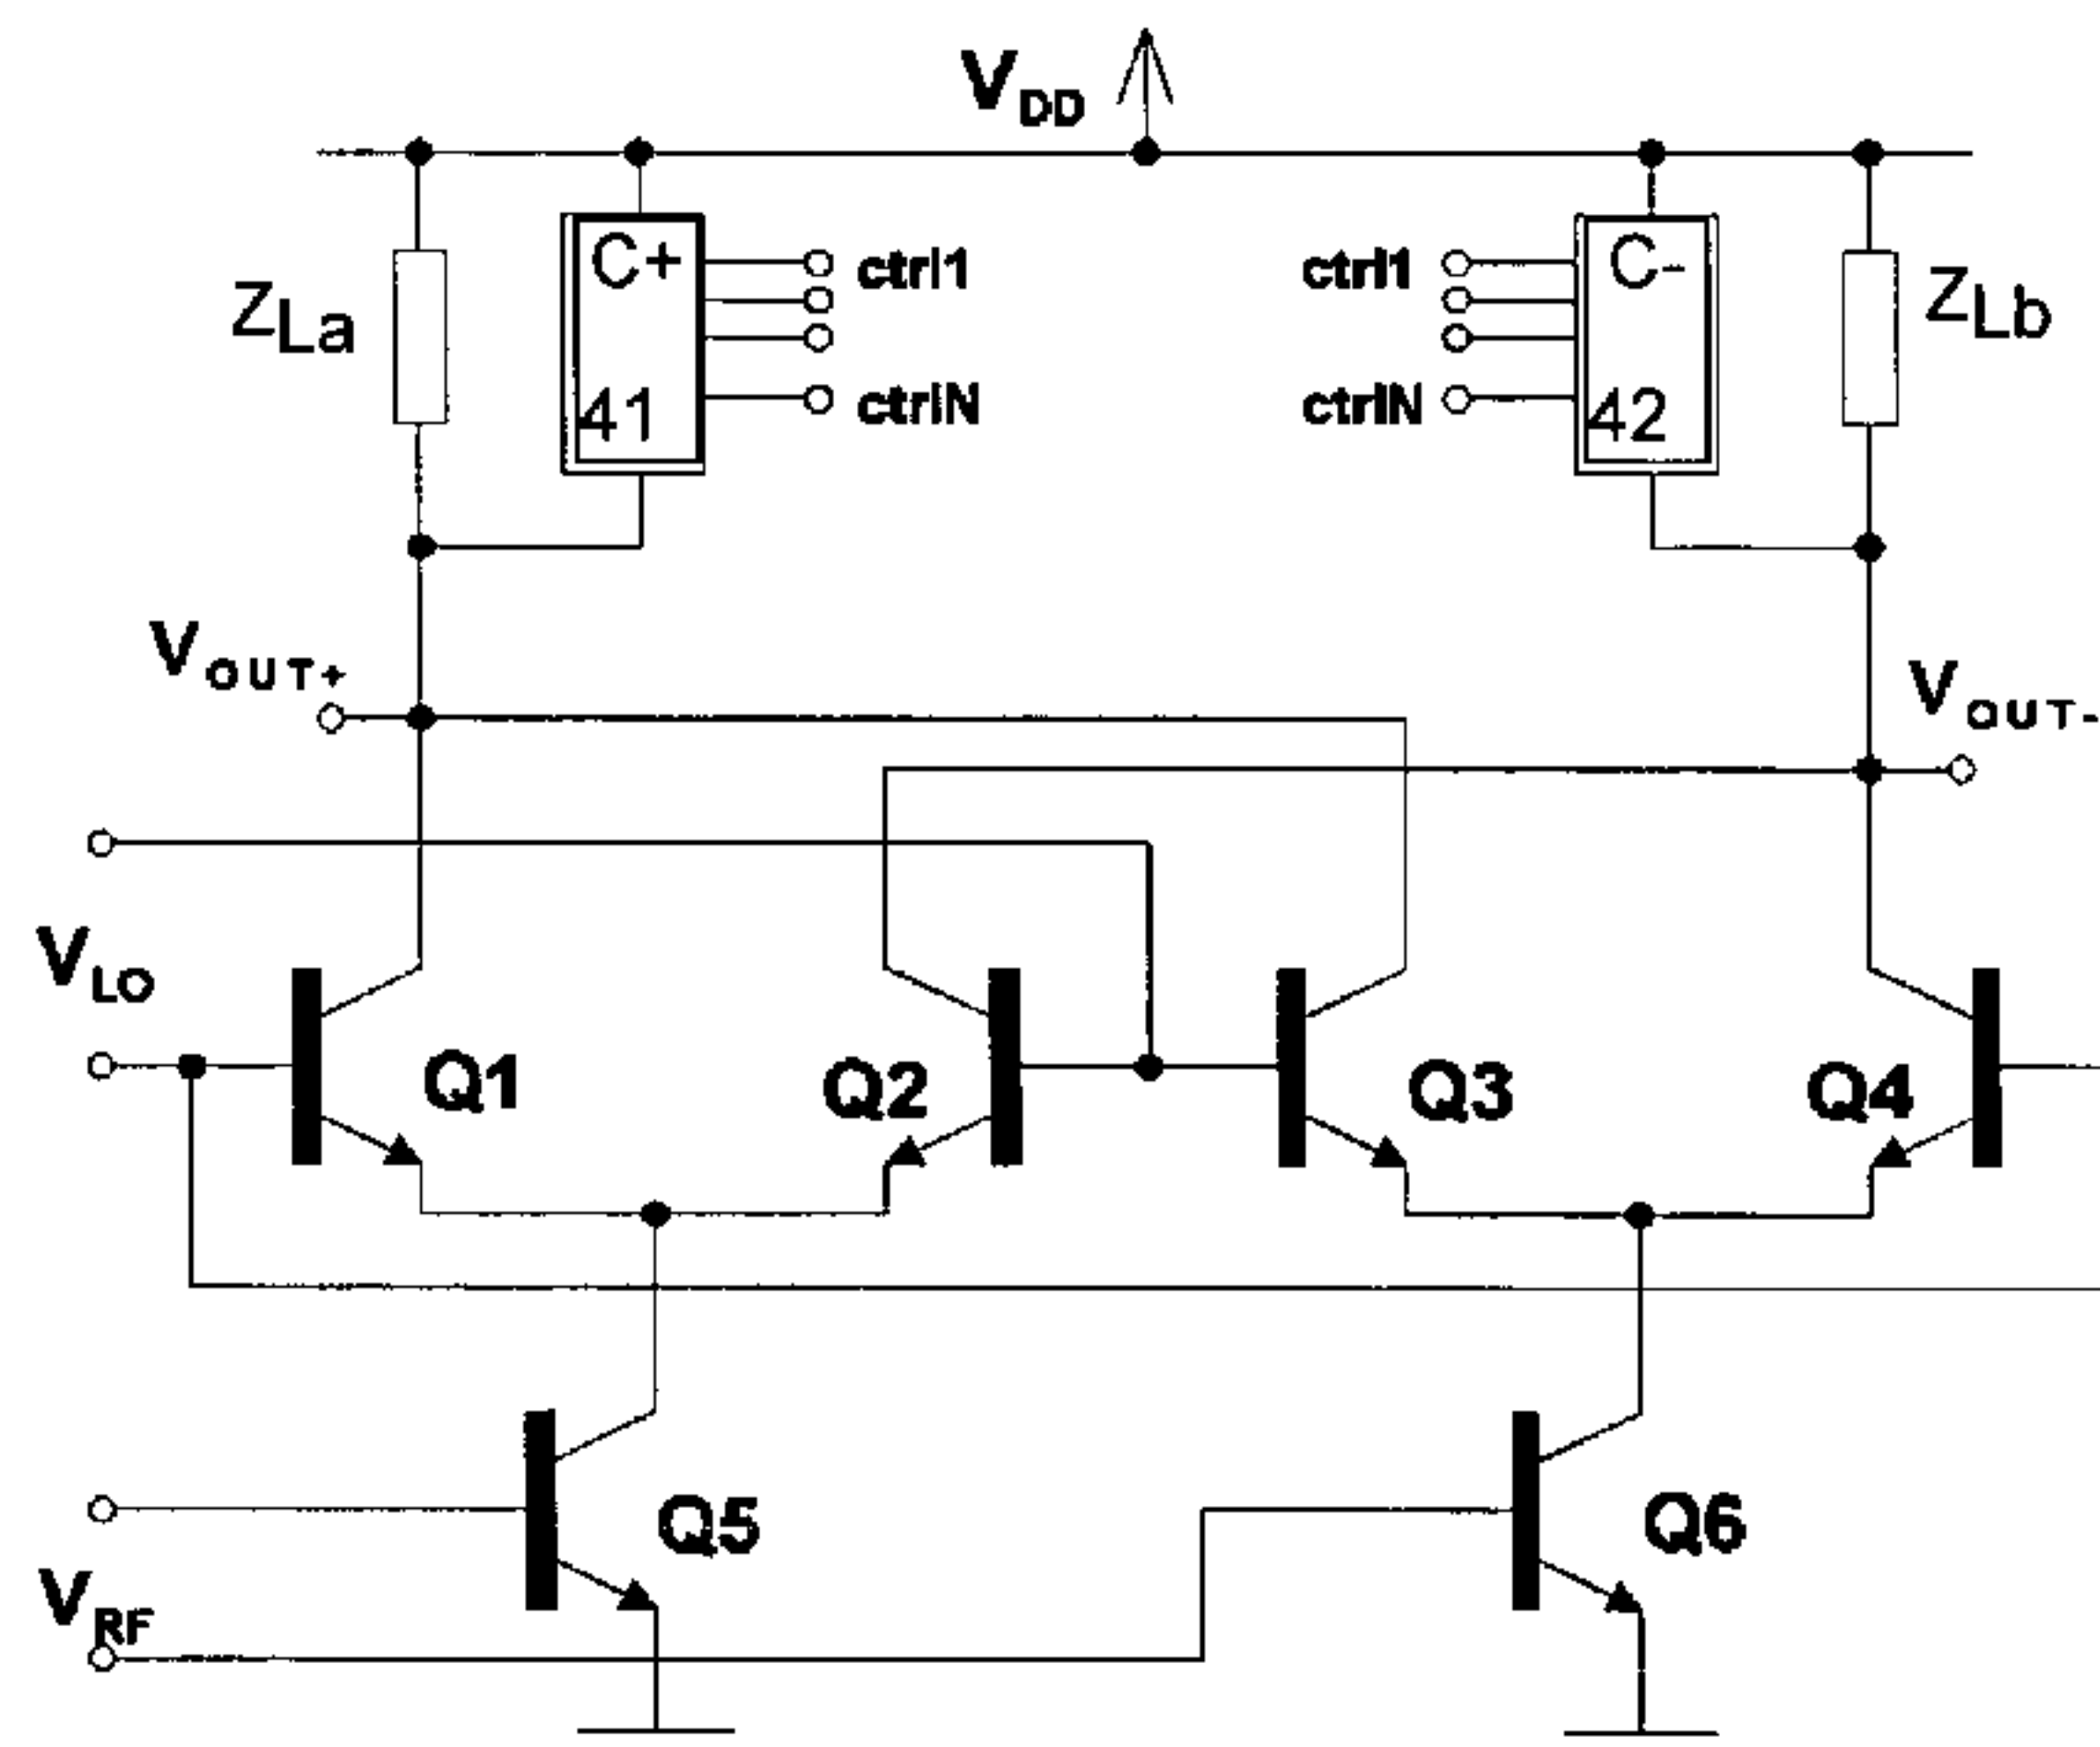 VDD
C+
ctrl1
ctrl1
C-
ZLa
ZLb
41
ctrlN
ctrlN
42
VOUT+
VOUT-
VLO
Q1
Q2
Q3
Q4
Q5
Q6
VRF